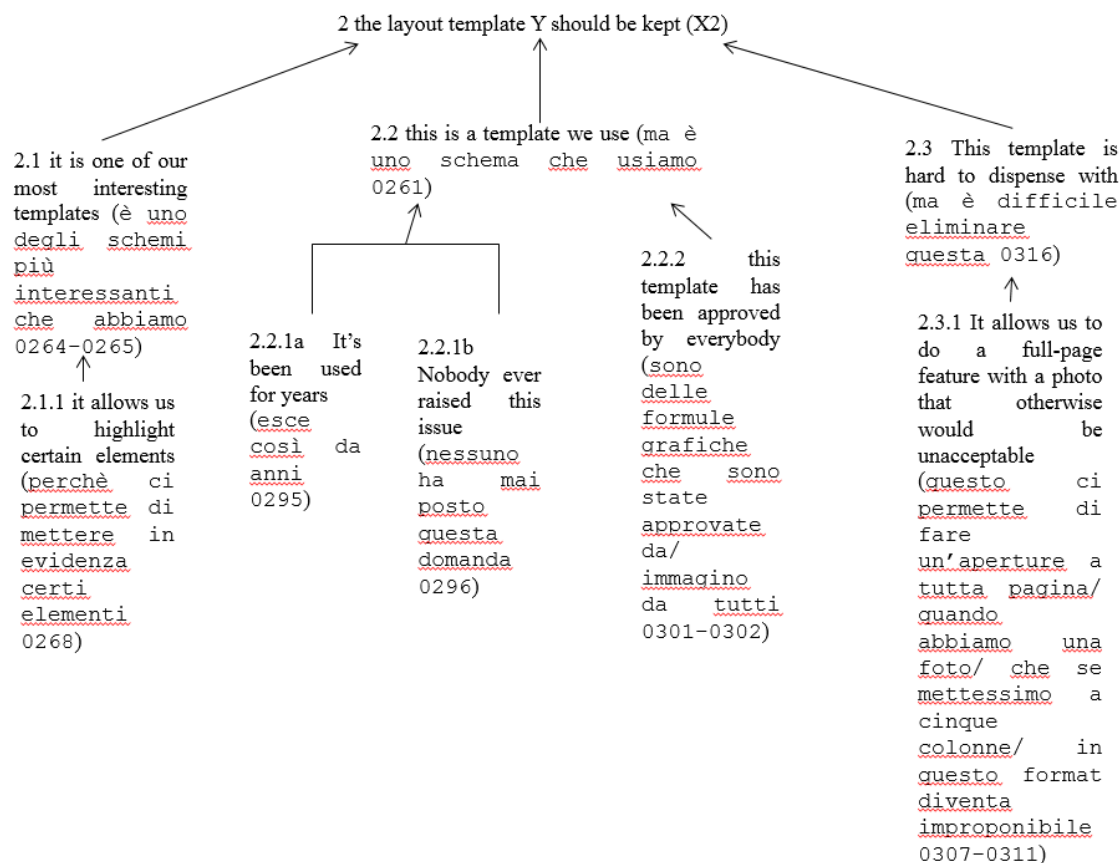 2 the layout template Y should be kept (X2)
2.1 it is one of our
most interesting
templates (è uno
degli schemi
più
interessanti
che abbiamo
0264-0265)
2.1.1 it allows us
to highlight
certain elements
(perchè ci
permette di
mettere in
evidenza
certi
elementi
0268)
2.2 this is a template we use (ma è
uno schema che usiamo
0261)
2.2.1a It's
been used
for years
(esce
così da
anni
0295)
2.2.1b
Nobody ever
raised this
issue
(nessuno
ha mai
posto
questa
domanda
0296)
2.2.2 this
template has
been approved
by everybody
(sono
delle
formule
grafiche
che sono
state
approvate
da/
immagino
da tutti
0301-0302)
2.3 This template is
hard to dispense with
(ma è difficile
eliminare
questa 0316)
2.3.1 It allows us to
do a full-page
feature with a photo
that otherwise
would be
unacceptable
(questo ci
permette di
fare
un'aperture a
tutta pagina/
quando
abbiamo una
foto/ che se
mettessimo a
cinque
colonne/ in
questo format
diventa
improponibile
0307-0311)